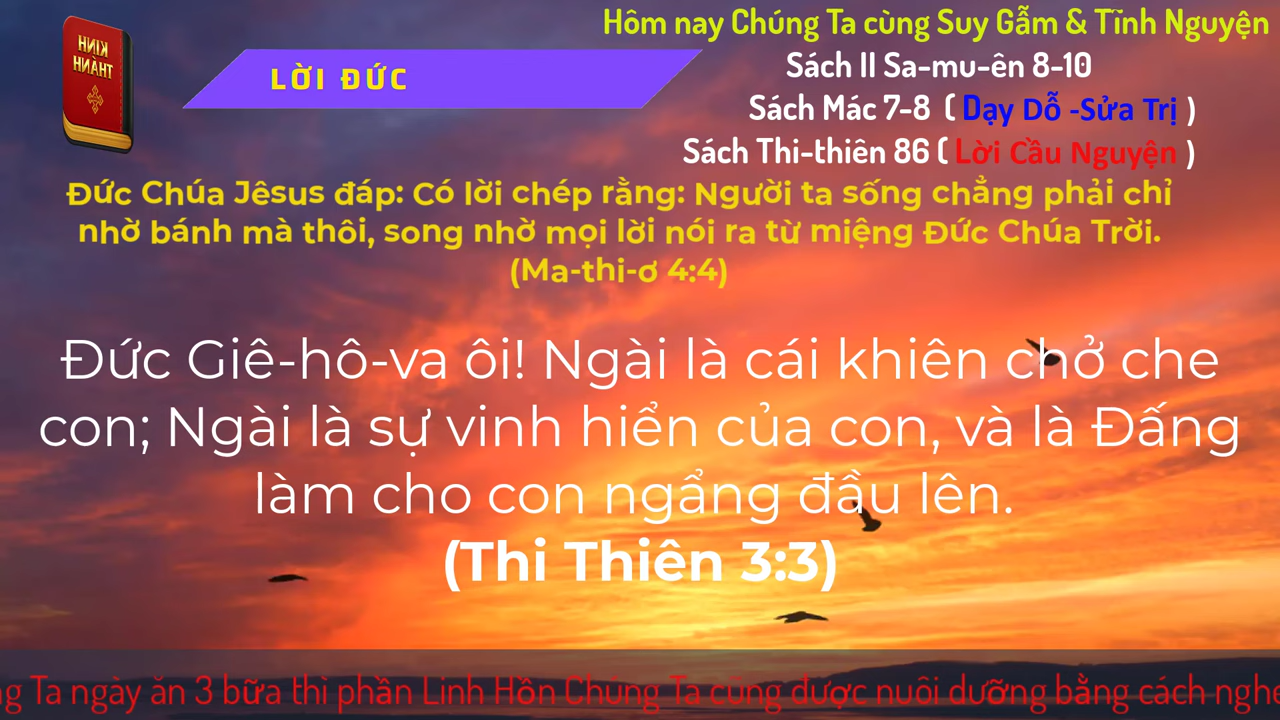 Hôm nay Chúng Ta cùng Suy Gẫm & Tĩnh Nguyện
Sách II Sa-mu-ên 8-10
Sách Mác 7-8 ( Dạy Dỗ -Sửa Trị )
Sách Thi-thiên 86 ( Lời Cầu Nguyện )
KINH
THÁNH
LỜI ĐỨC
Đức Chúa Jêsus đáp: Có lời chép rằng: Người ta sống chẳng phải chỉ
nhờ bánh mà thôi, song nhờ mọi lời nói ra từ miệng Đức Chúa Trời.
(Ma-thi-ơ 4:4)
Đức Giê-hô-va ôi! Ngài là cái khiên chở che
con; Ngài là sự vinh hiển của con, và là Đấng
làm cho con ngẩng đầu lên.
(Thi Thiên 3:3)
Ta ngày ăn 3 bữa thì phần Linh Hồn Chúng Ta cũng được nuôi dưỡng bằng cách